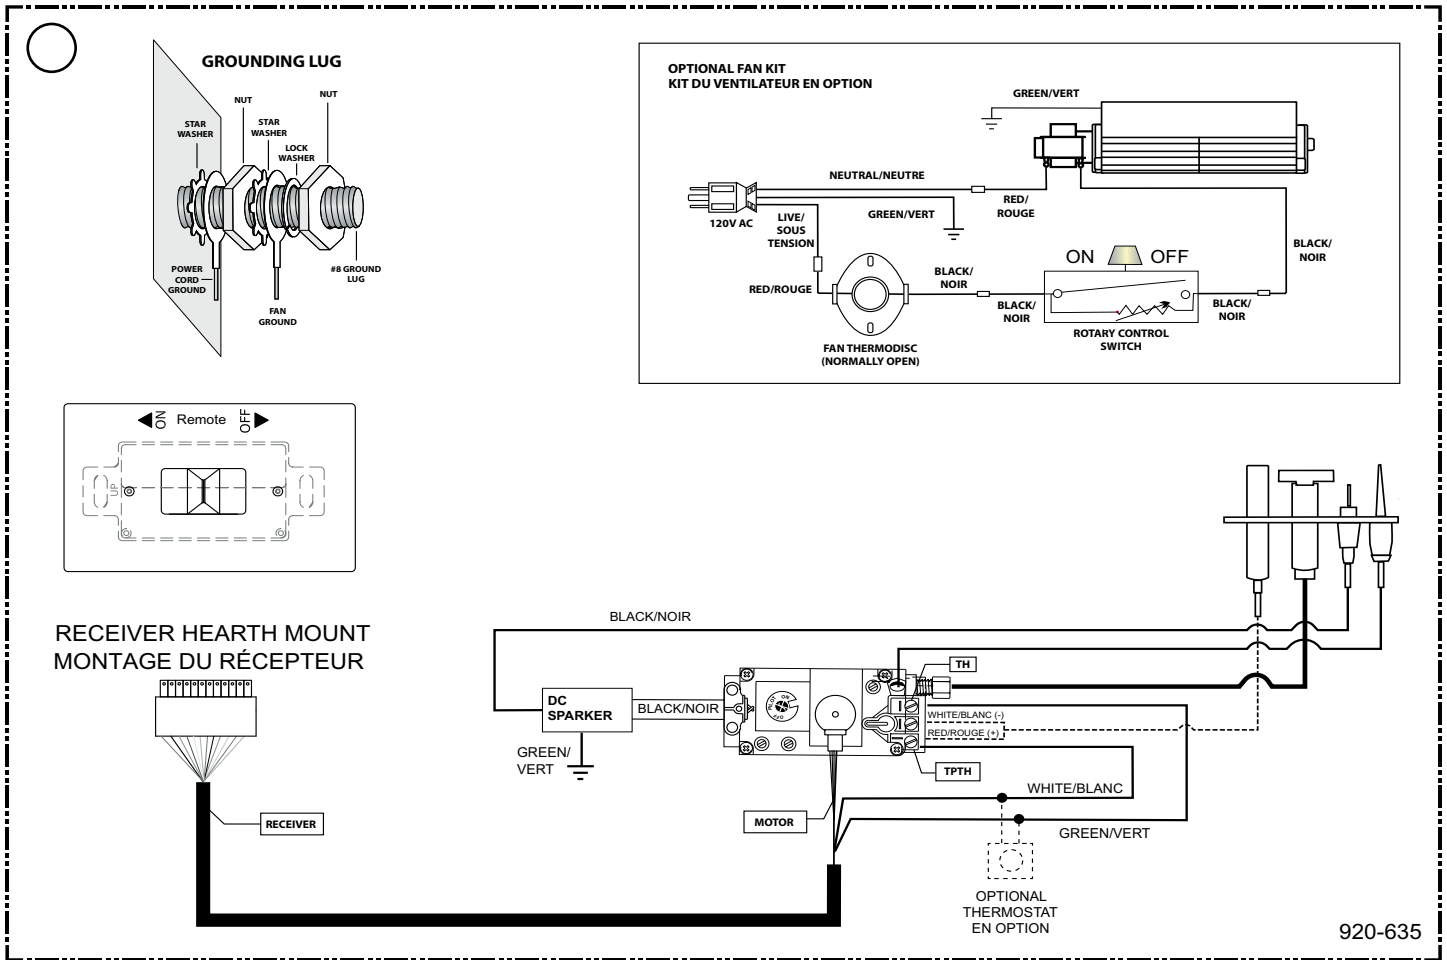 GROUNDING LUG
NUT
NUT
STAR
WASHER
STAR
WASHER
LOCK
WASHER
POWER
CORD
GROUND
#8 GROUND
LUG
FAN
GROUND
OPTIONAL FAN KIT
KIT DU VENTILATEUR EN OPTION
GREEN/VERT
NEUTRAL/NEUTRE
RED/
ROUGE
120V AC
LIVE/
SOUS
TENSION
GREEN/VERT
BLACK/
NOIR
ON
OFF
RED/ROUGE
BLACK/
NOIR
BLACK/
NOIR
BLACK/
NOIR
FAN THERMODISC
(NORMALLY OPEN)
ROTARY CONTROL
SWITCH
ON
Remote
OFF
UP
RECEIVER HEARTH MOUNT
MONTAGE DU RÉCEPTEUR
RECEIVER
BLACK/NOIR
DC
SPARKER
BLACK/NOIR
GREEN/
VERT
PILOT
ON
OFF
TH
WHITE/BLANC (-)
RED/ROUGE (+)
TPTH
MOTOR
WHITE/BLANC
GREEN/VERT
OPTIONAL
THERMOSTAT
EN OPTION
920-635